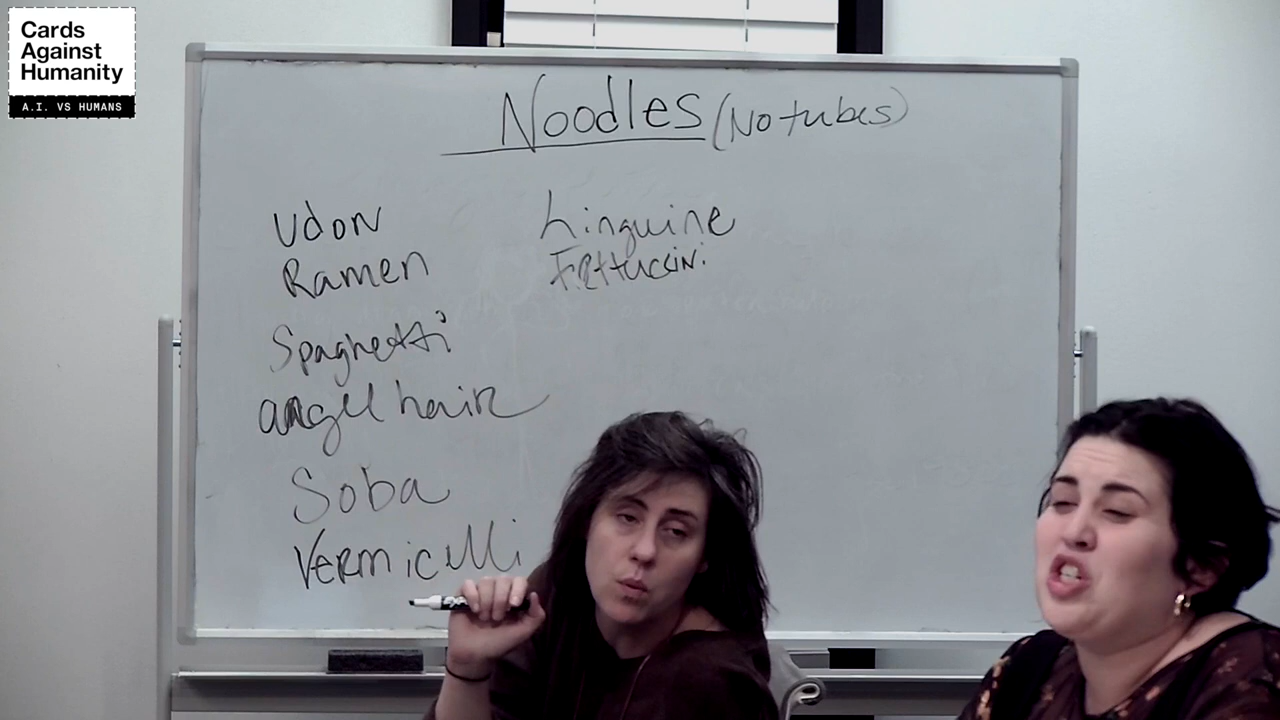 Cards
Against
Humanity
A.I. VS HUMANS
Noodles (No tubes)
Udon
Ramen
Spaghetti
angel hair
Soba
Vermicelli
Linguine
Fettuccini